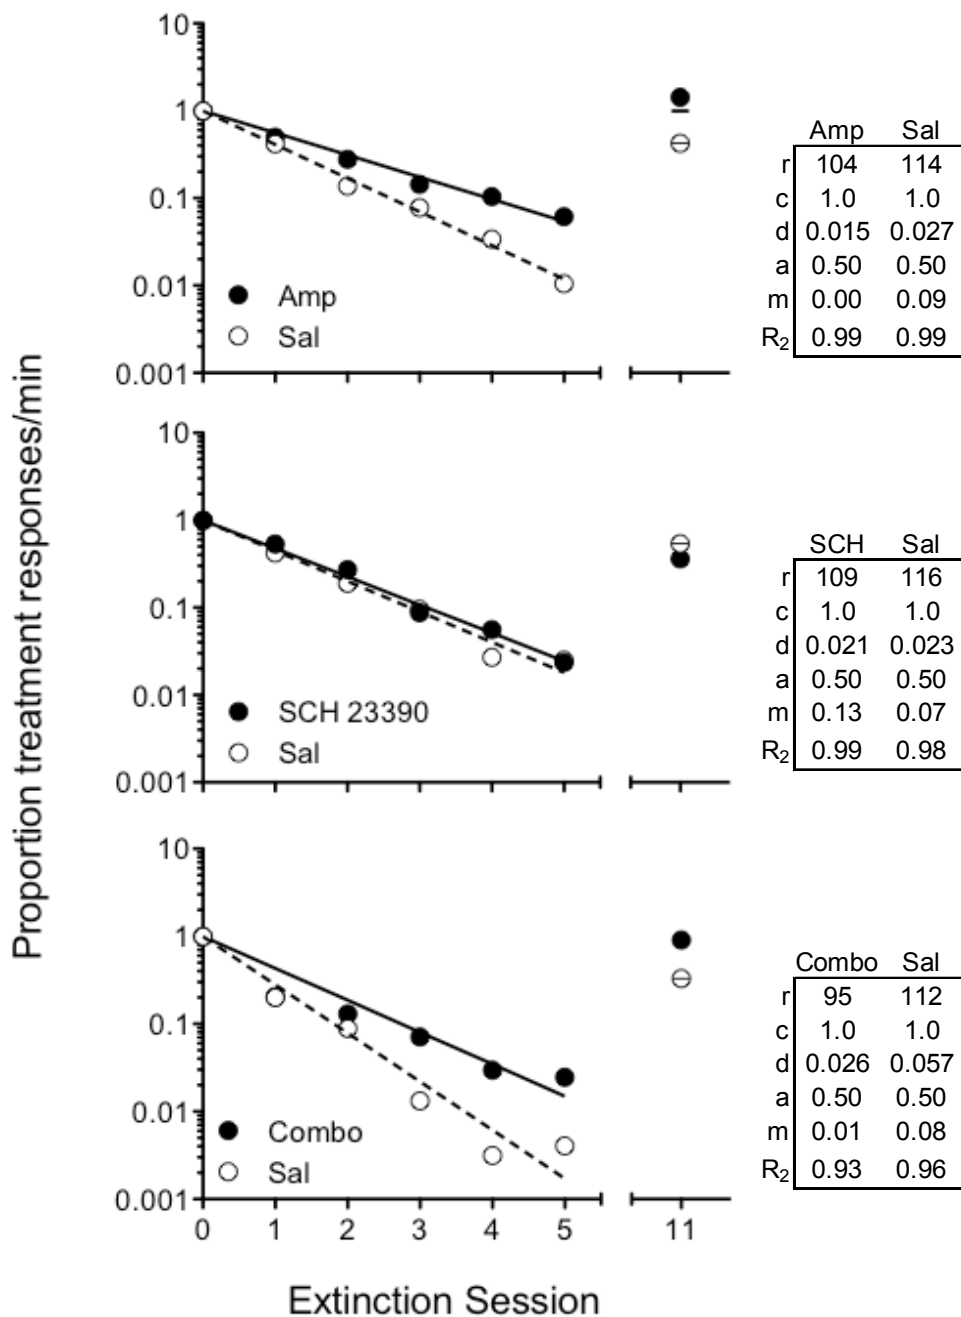 Proportion treatment responses/min
10
1
0.1
0.01
0.001
Amp
Sal
Amp Sal
r 104 114
c 1.0 1.0
d 0.015 0.027
a 0.50 0.50
m 0.00 0.09
R2 0.99 0.99
10
1
0.1
0.01
0.001
SCH 23390
Sal
SCH Sal
r 109 116
c 1.0 1.0
d 0.021 0.023
a 0.50 0.50
m 0.13 0.07
R2 0.99 0.98
10
1
0.1
0.01
0.001
Combo
Sal
Combo Sal
r 95 112
c 1.0 1.0
d 0.026 0.057
a 0.50 0.50
m 0.01 0.08
R2 0.93 0.96
0 1 2 3 4 5 11
Extinction Session